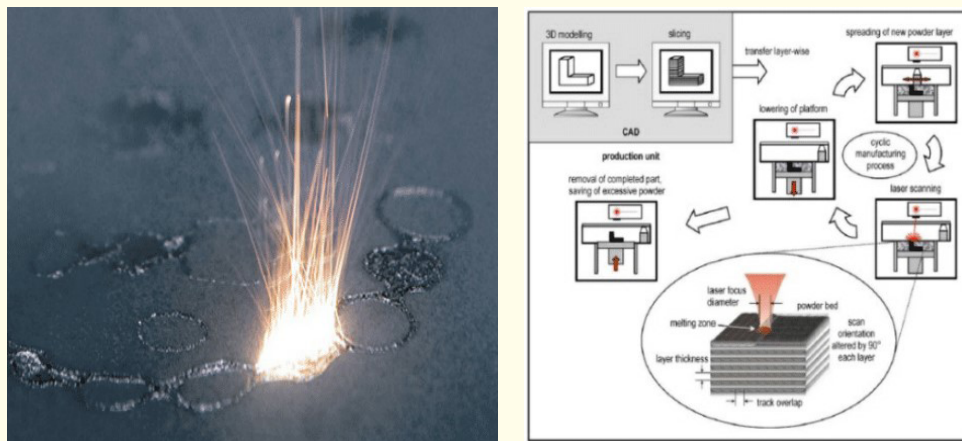 3D modelling
slicing
transfer layer-wise
spreading of new powder layer
CAD
lowering of platform
cyclic
manufacturing
process
production unit
removal of completed part,
saving of excessive powder
laser scanning
laser focus
diameter
powder bed
melting zone
scan
orientation
altered by 90°
each layer
layer thickness
track overlap